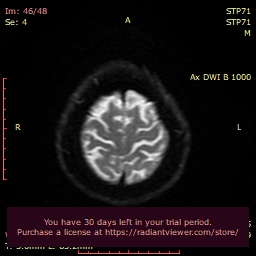 Im: 46/48
Se: 4
A
STP71
STP71
M
Ax DWI B 1000
R
L
You have 30 days left in your trial period.
Purchase a license at https://radiantviewer.com/store/